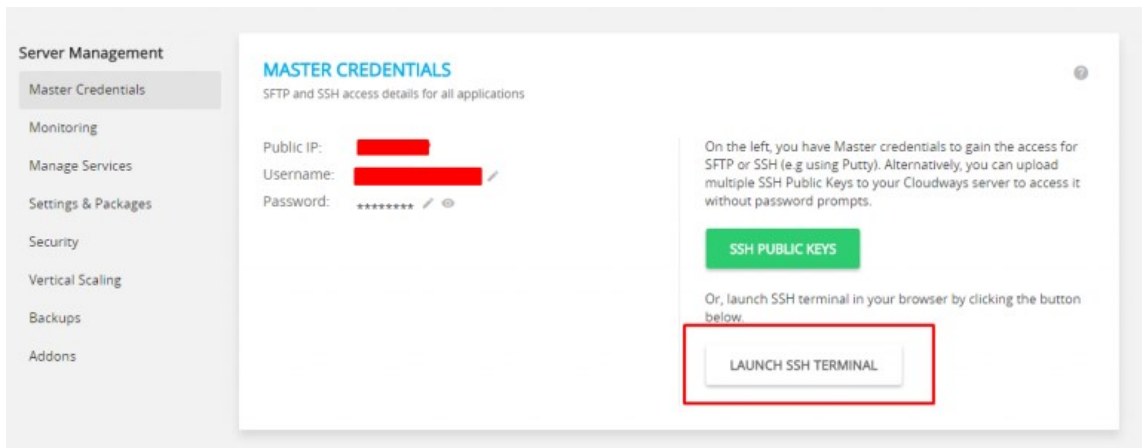 Server Management
Master Credentials
Monitoring
Manage Services
Settings & Packages
Security
Vertical Scaling
Backups
Addons
MASTER CREDENTIALS
SFTP and SSH access details for all applications
Public IP:
Username:
Password: ********
On the left, you have Master credentials to gain the access for
SFTP or SSH (e.g using Putty). Alternatively, you can upload
multiple SSH Public Keys to your Cloudways server to access it
without password prompts.
SSH PUBLIC KEYS
Or, launch SSH terminal in your browser by clicking the button
below.
LAUNCH SSH TERMINAL